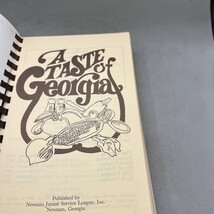 A
TASTE of
Georgia
Published by
Newnan Junior Service League, Inc.
Newnan, Georgia